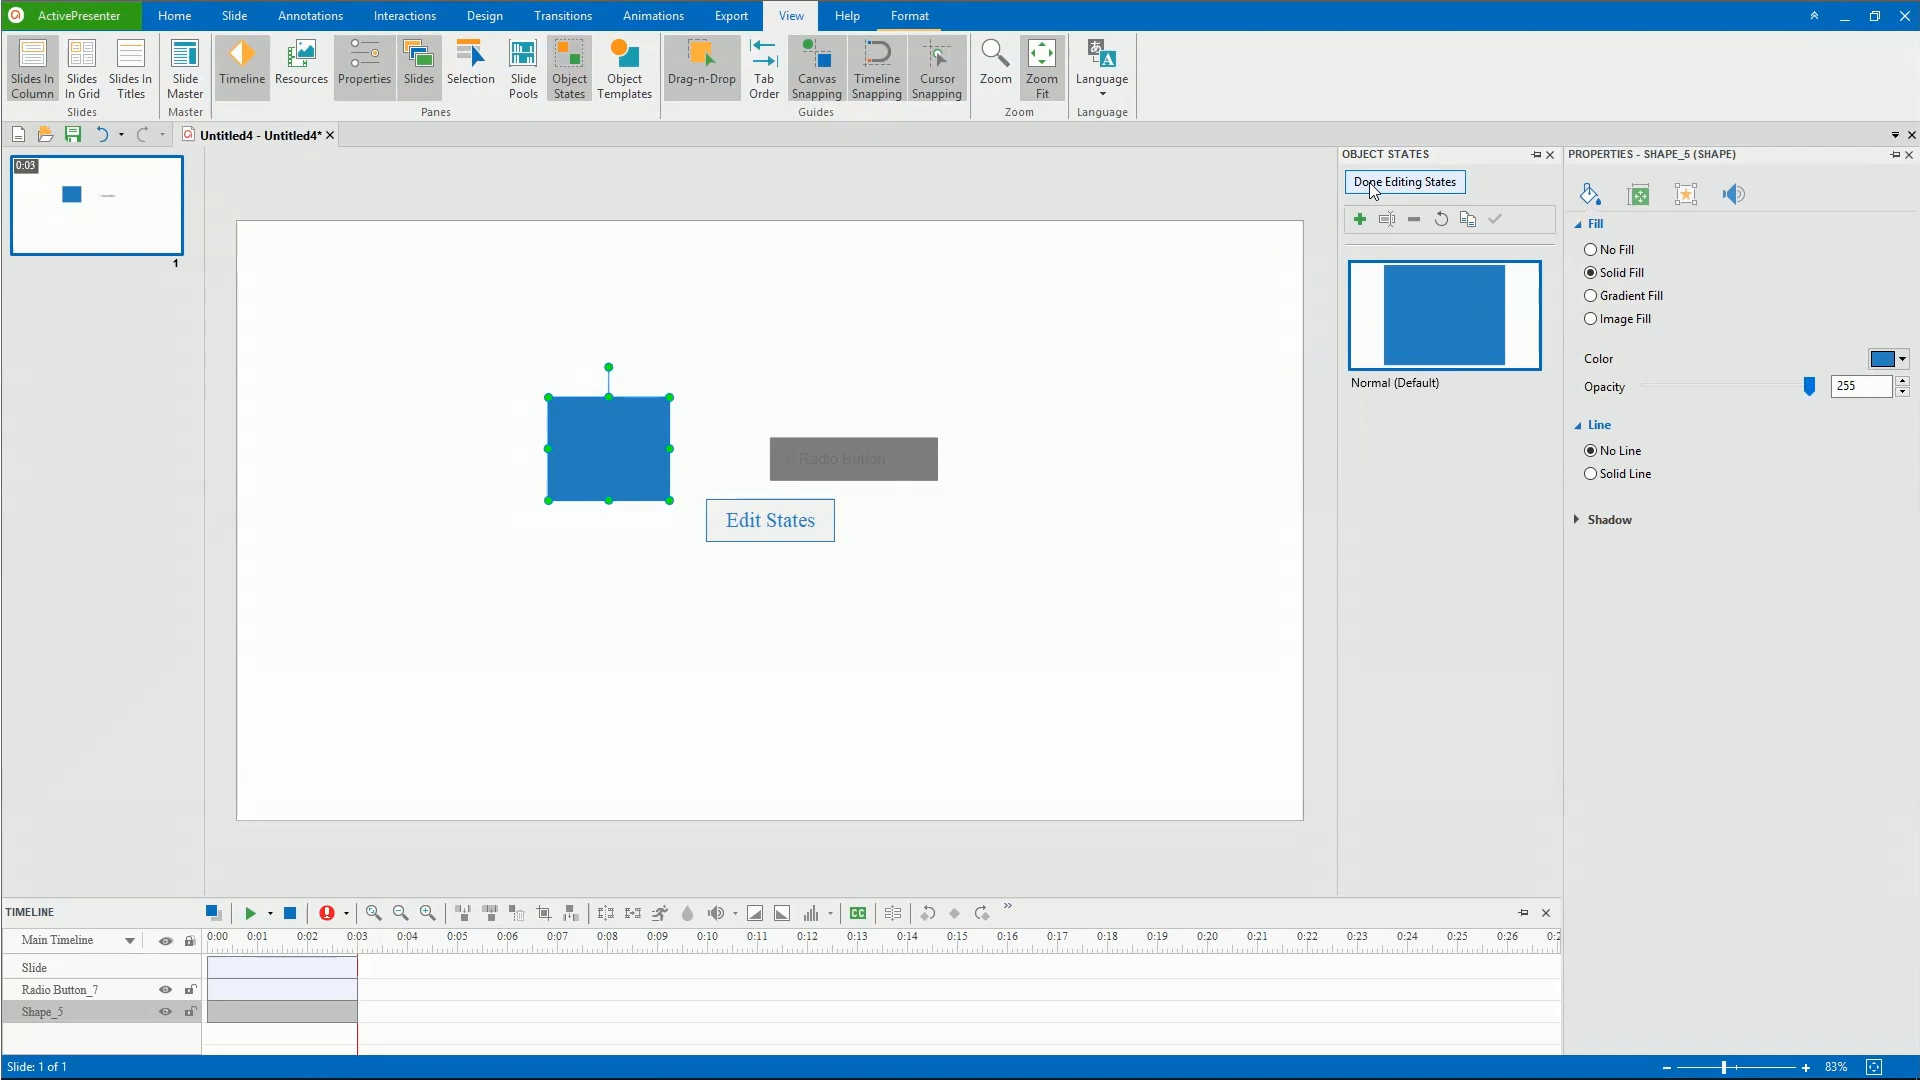 ActivePresenter Home Slide Annotations Interactions Design Transitions Animations Export View Help Format
Slides In Column
Slides In Grid
Slides In Titles
Slides
Slide Master
Master
Timeline
Resources
Properties
Slides
Selection
Slide Pools
Object States
Object Templates
Panes
Drag-n-Drop
Tab Order
Canvas Snapping
Timeline Snapping
Cursor Snapping
Guides
Zoom
Zoom Fit
Zoom
Language
Language
Untitled4 - Untitled4*
0:03
1
Radio Button
Edit States
OBJECT STATES
Done Editing States
Normal (Default)
PROPERTIES - SHAPE_5 (SHAPE)
Fill
No Fill
Solid Fill
Gradient Fill
Image Fill
Color
Opacity 255
Line
No Line
Solid Line
Shadow
TIMELINE
CC
Main Timeline
0:00 0:01 0:02 0:03 0:04 0:05 0:06 0:07 0:08 0:09 0:10 0:11 0:12 0:13 0:14 0:15 0:16 0:17 0:18 0:19 0:20 0:21 0:22 0:23 0:24 0:25 0:26 0:2
Slide
Radio Button_7
Shape_5
Slide: 1 of 1
83%